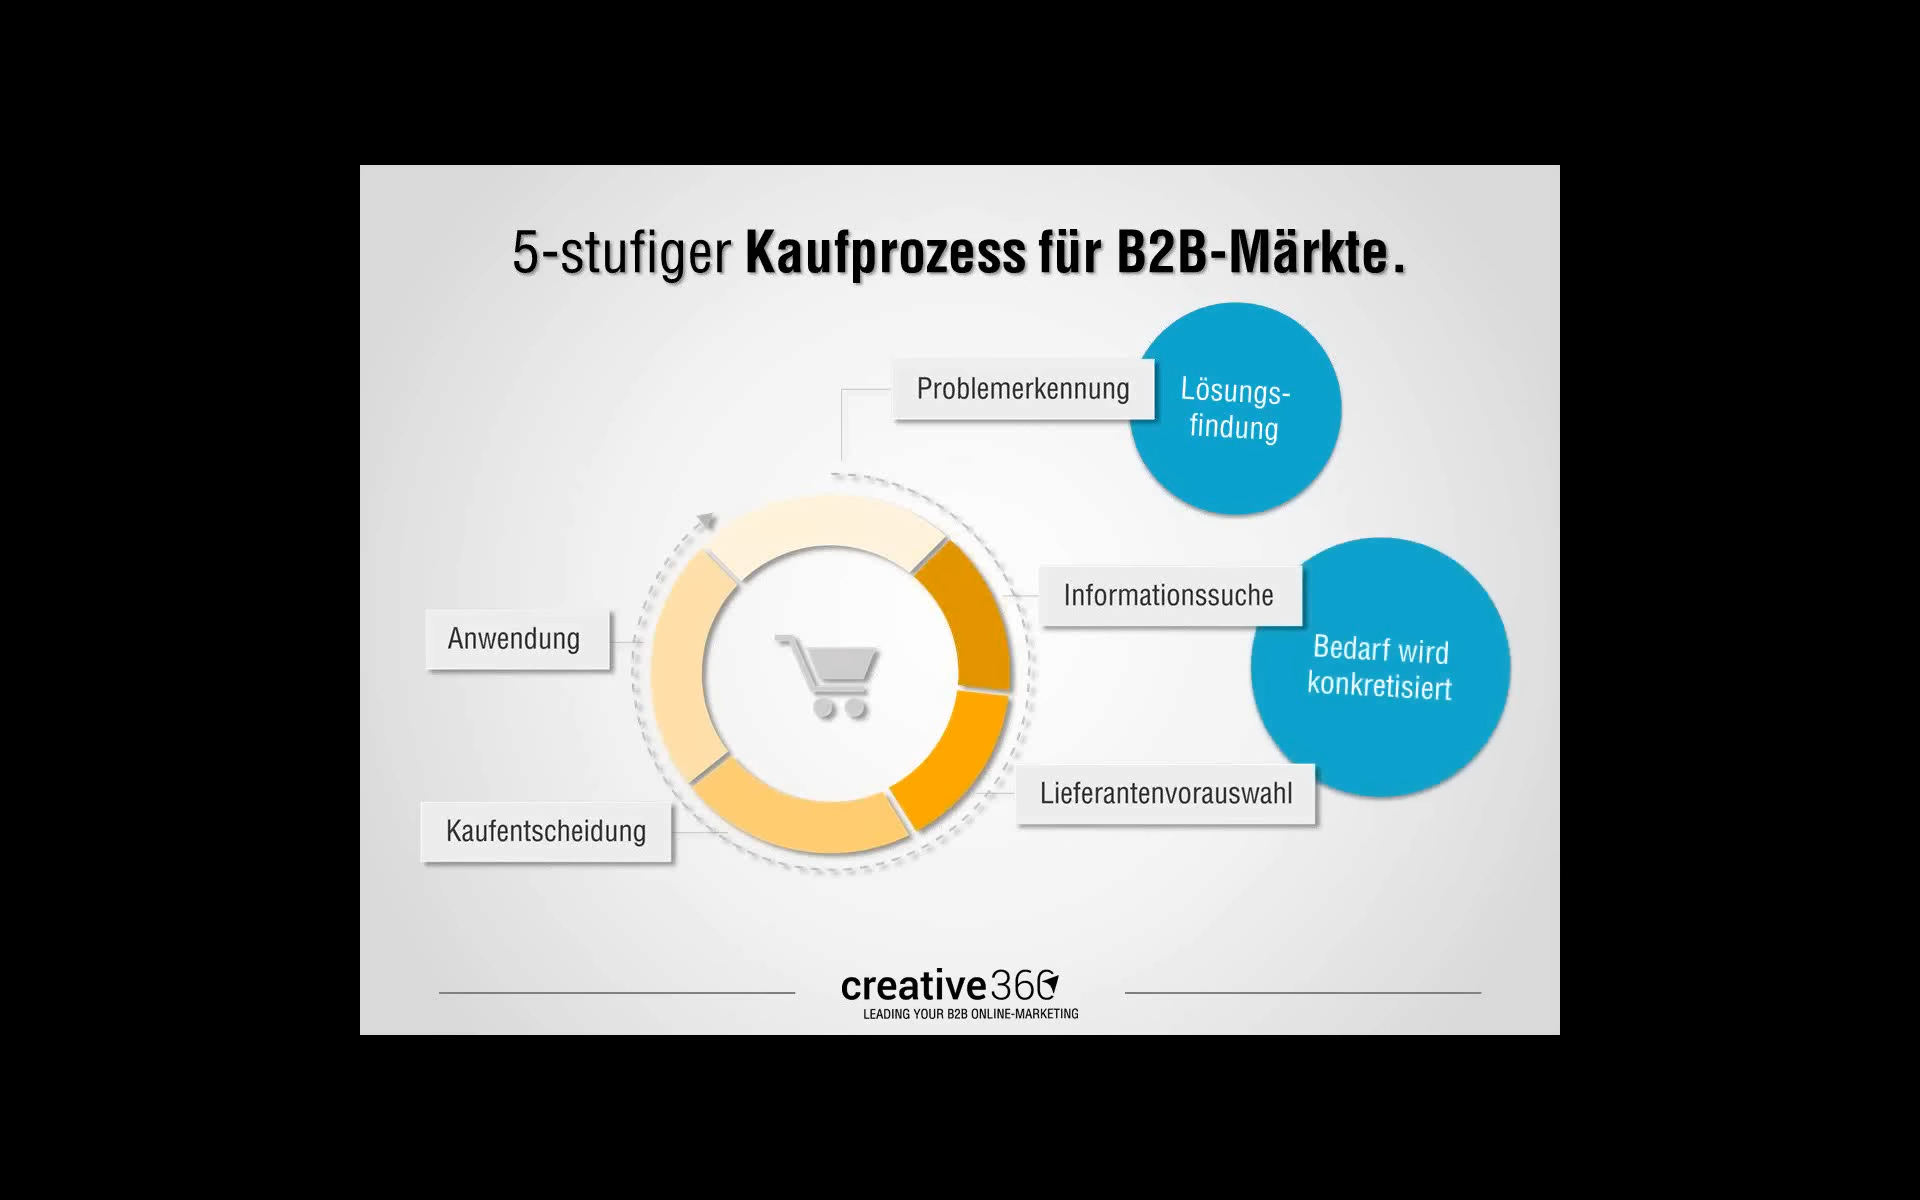 5-stufiger Kaufprozess für B2B-Märkte.
Problemerkennung
Lösungs-
findung
Informationssuche
Bedarf wird
konkretisiert
Lieferantenvorauswahl
Kaufentscheidung
Anwendung
creative360
LEADING YOUR B2B ONLINE-MARKETING